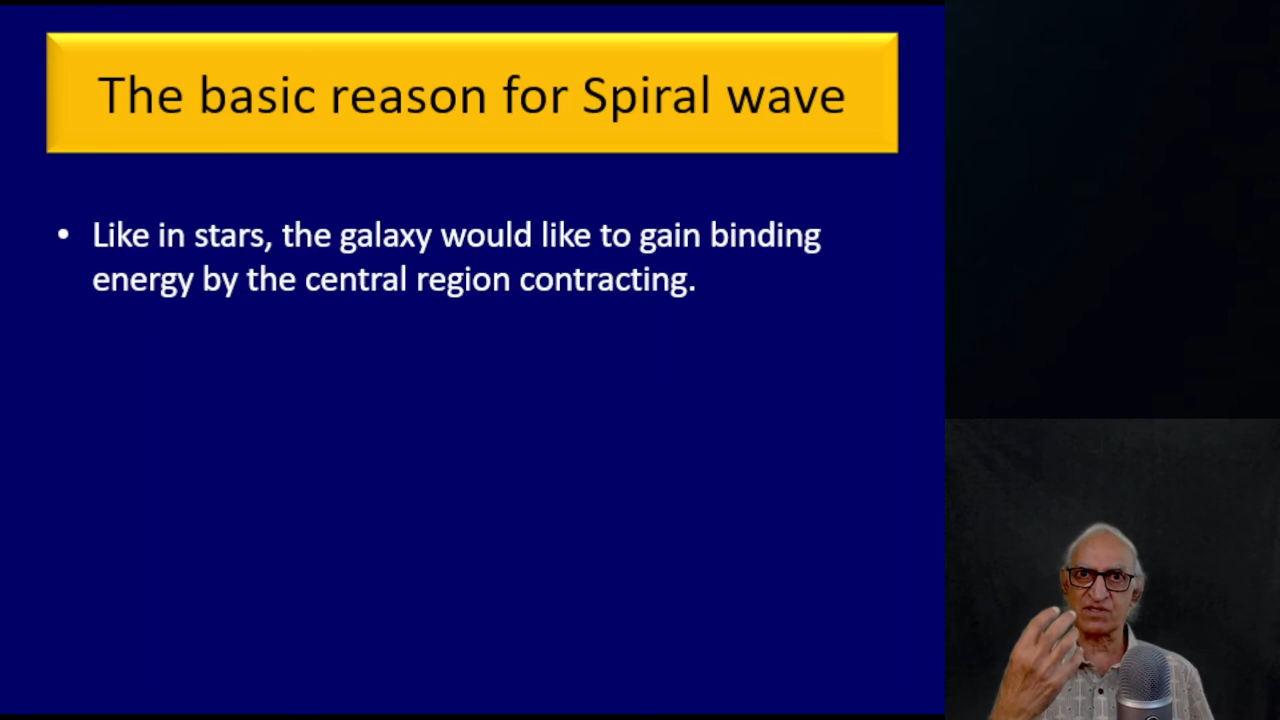 The basic reason for Spiral wave
• Like in stars, the galaxy would like to gain binding
energy by the central region contracting.